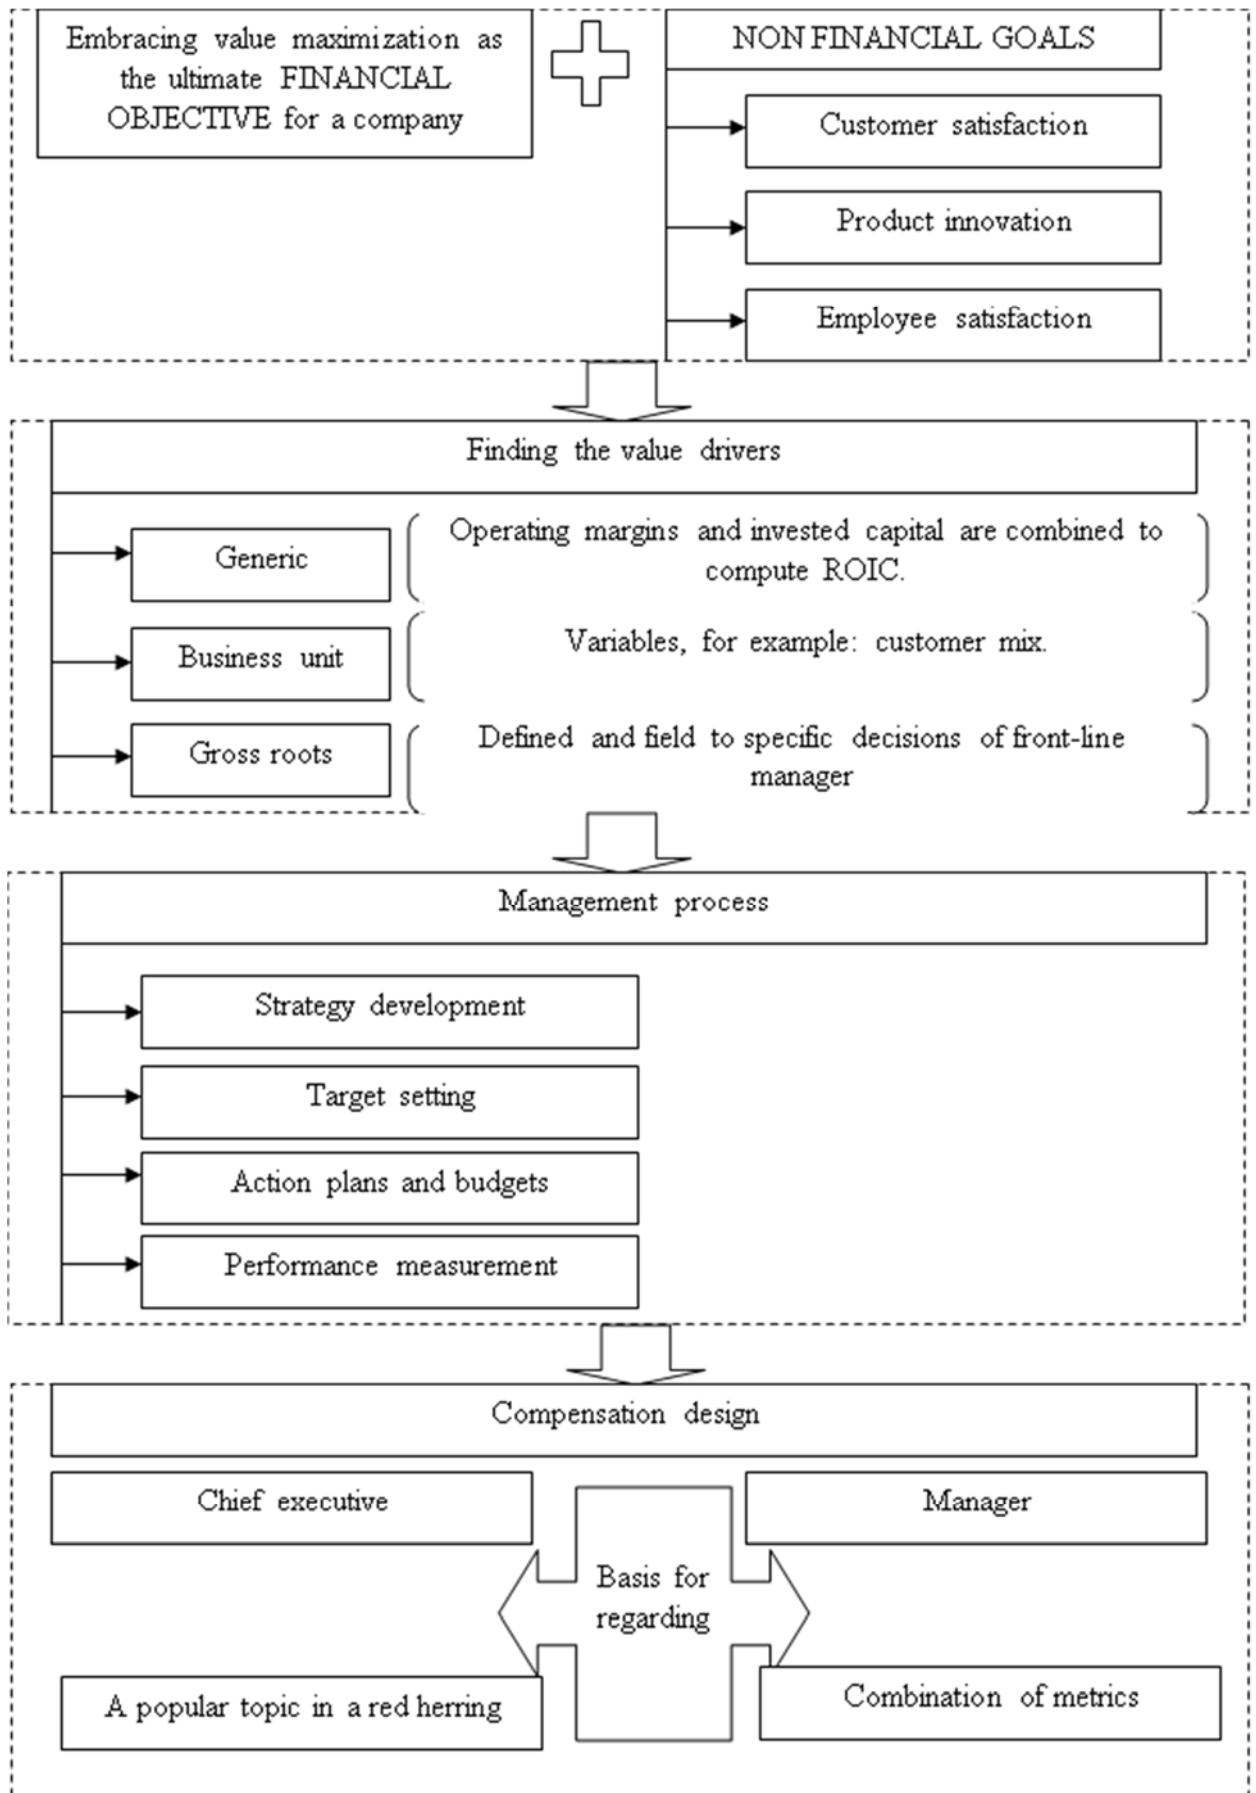 Embracing value maximization as
the ultimate FINANCIAL
OBJECTIVE for a company
NON FINANCIAL GOALS
Customer satisfaction
Product innovation
Employee satisfaction
Finding the value drivers
Generic
Operating margins and invested capital are combined to
compute ROIC.
Business unit
Variables, for example: customer mix.
Gross roots
Defined and field to specific decisions of front-line
manager
Management process
Strategy development
Target setting
Action plans and budgets
Performance measurement
Compensation design
Chief executive
Manager
Basis for
regarding
A popular topic in a red herring
Combination of metrics